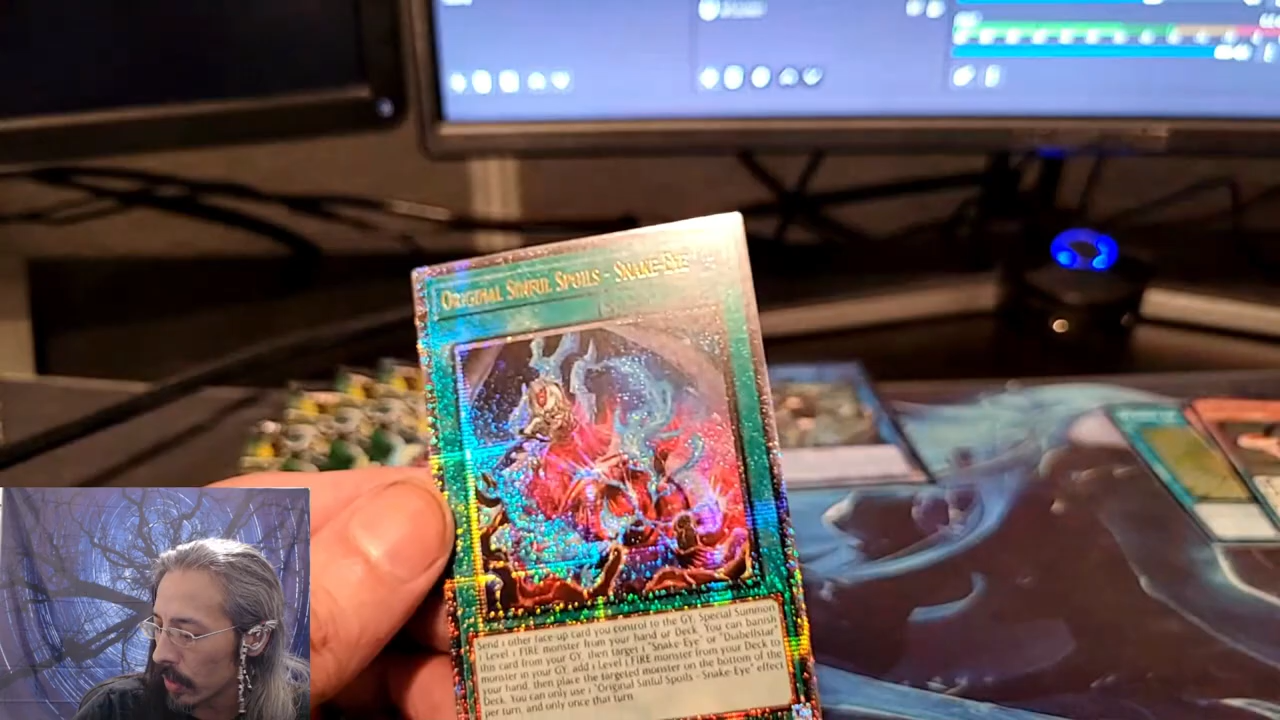 ORIGINAL SINFUL SPOILS - SNAKE-EYE
Send 1 other face-up card you control to the GY; Special Summon
1 Level 1 FIRE monster from your hand or Deck. You can banish
this card from your GY, then target 1 "Snake-Eye" or "Diabellstar"
monster in your GY; add 1 Level 1 FIRE monster from your Deck to
your hand, then place the targeted monster on the bottom of the
Deck. You can only use 1 "Original Sinful Spoils - Snake-Eye" effect
per turn, and only once that turn.